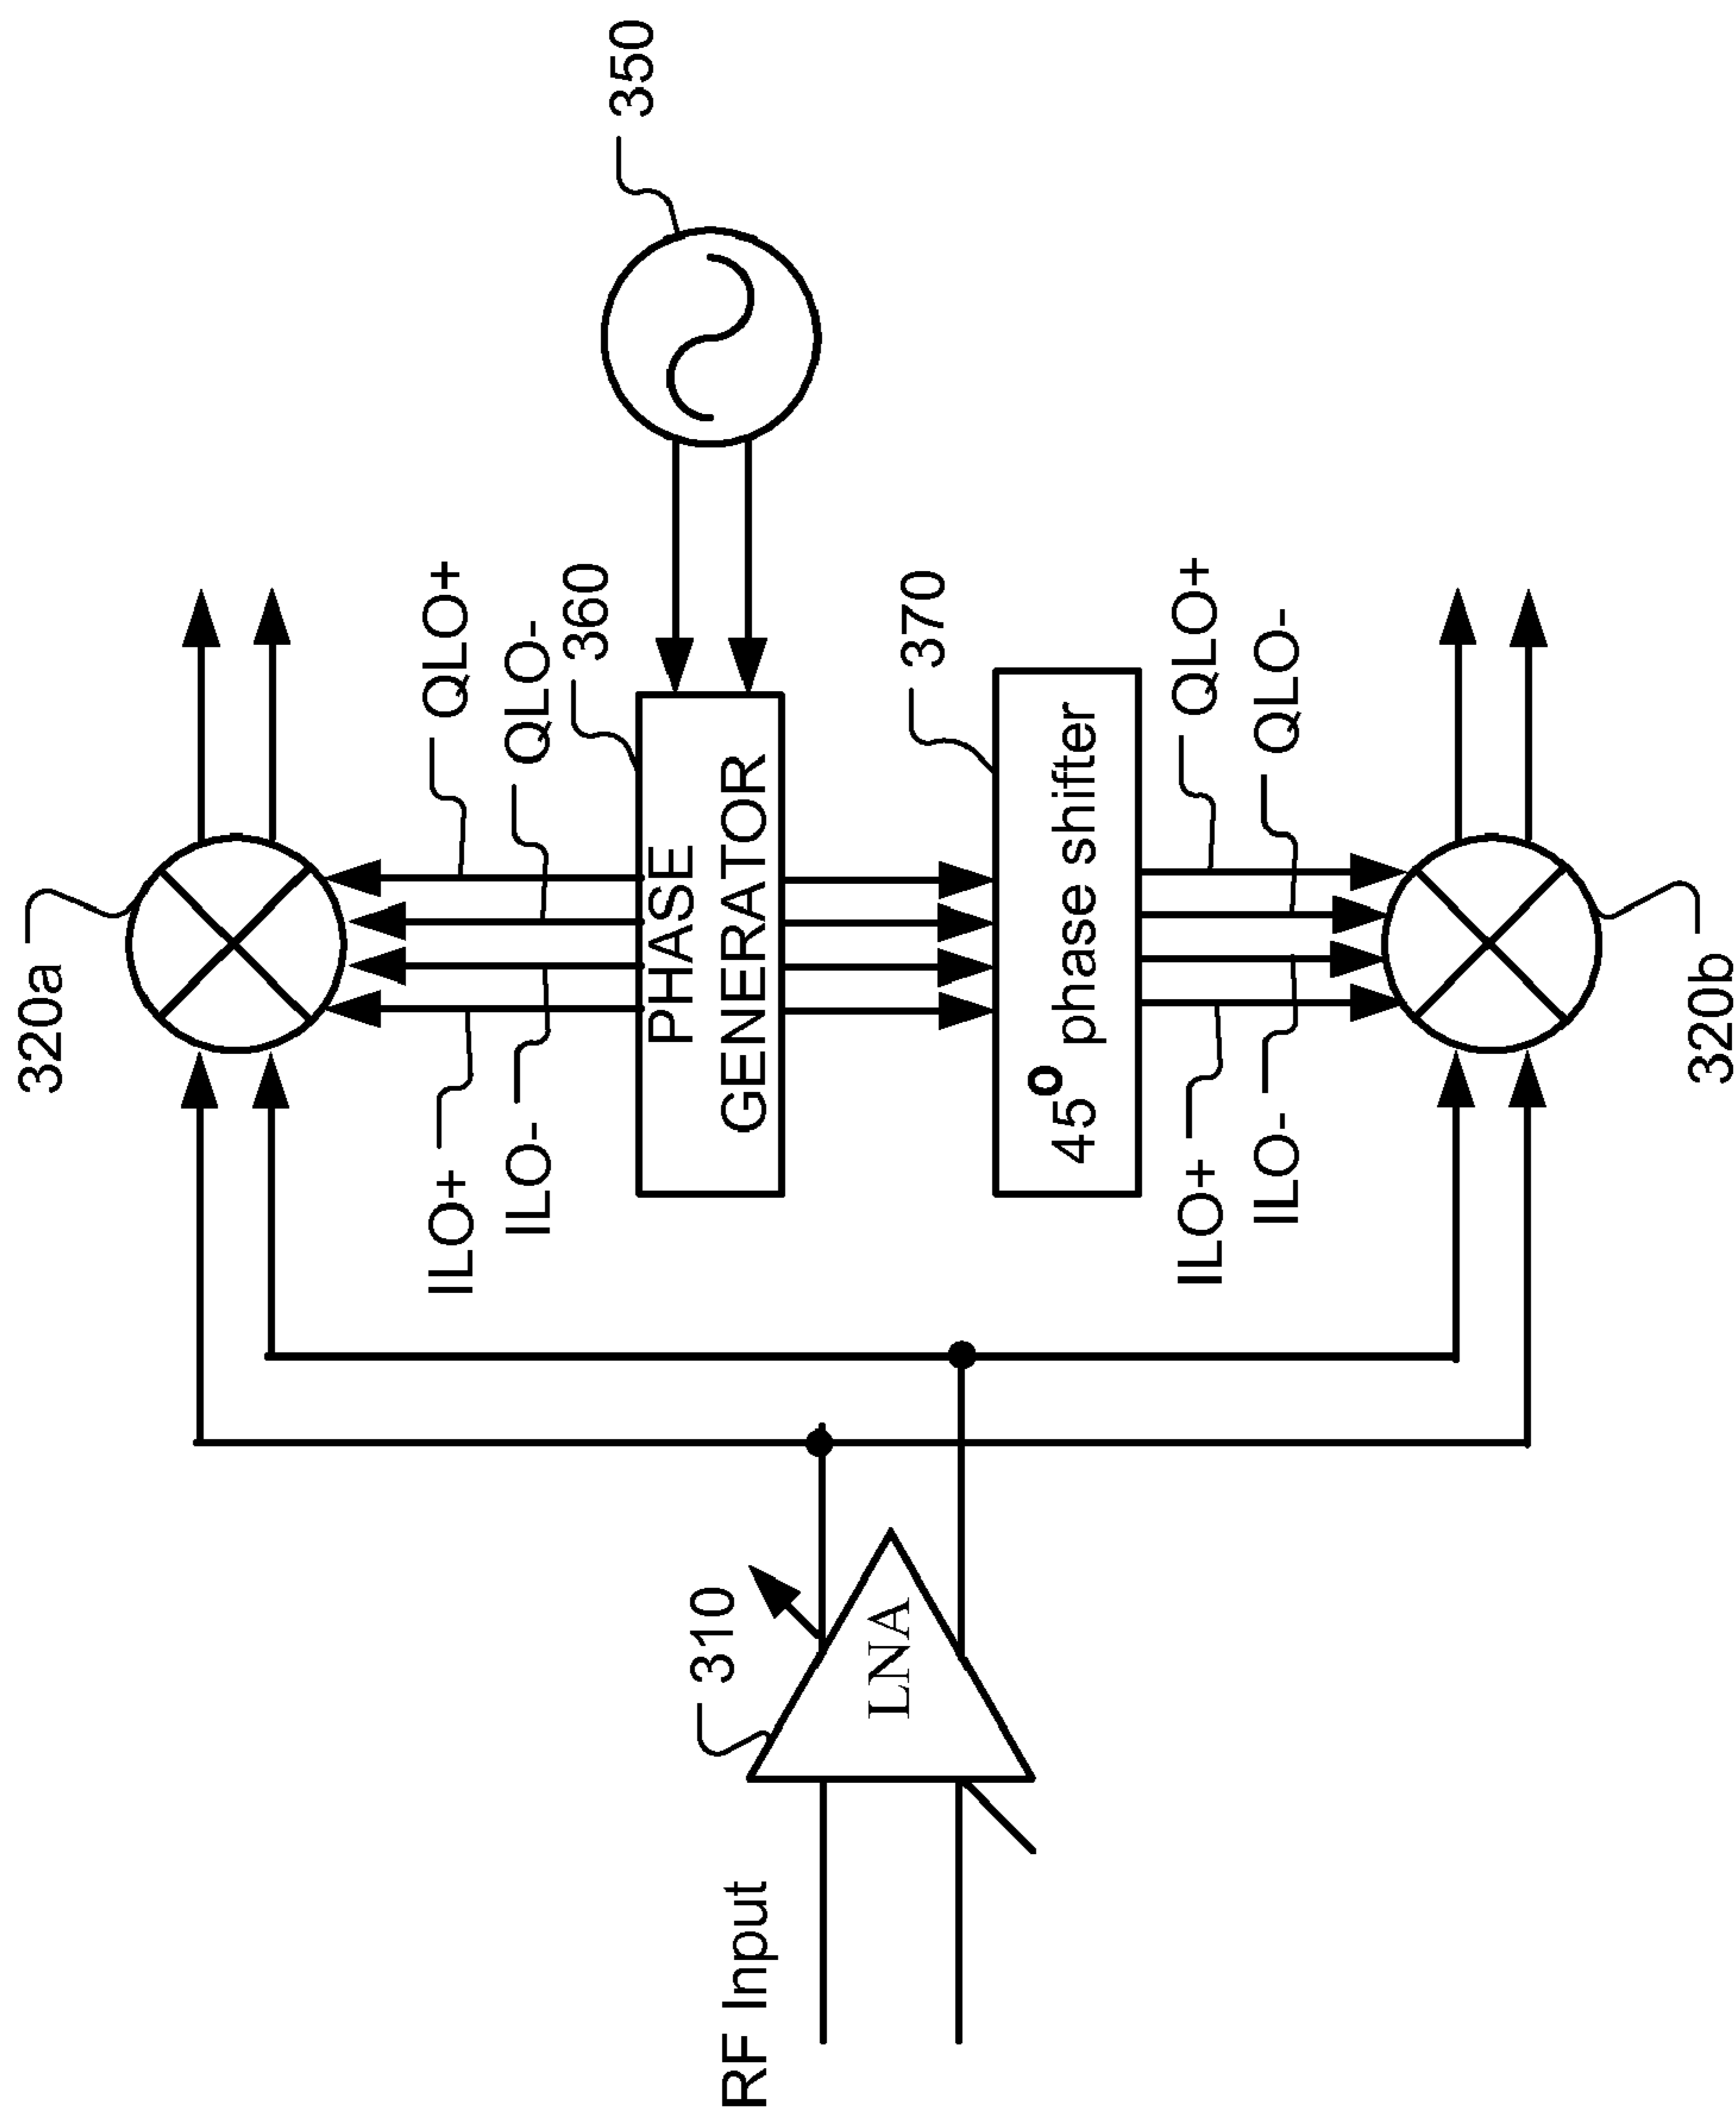 320a
QLO+
QLO-
ILO+
ILO-
360
350
PHASE
GENERATOR
370
45° phase shifter
QLO+
QLO-
ILO+
ILO-
320b
310
LNA
RF Input